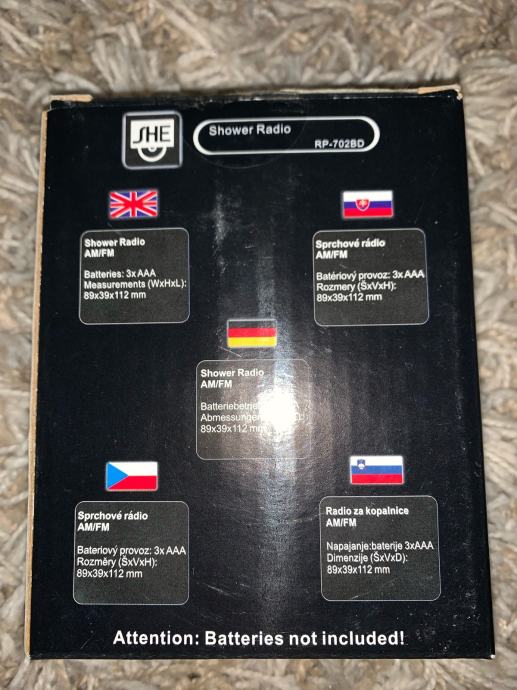 SHE
Shower Radio
RP-702BD
Shower Radio
AM/FM
Batteries: 3x AAA
Measurements (WxHxL):
89x39x112 mm
Sprchové rádio
AM/FM
Batériový provoz: 3x AAA
Rozmery (ŠxVxH):
89x39x112 mm
Shower Radio
AM/FM
89x39x112 mm
Sprchové rádio
AM/FM
Bateriový provoz: 3x AAA
Rozměry (ŠxVxH):
89x39x112 mm
Radio za kopalnice
AM/FM
Napajanje:baterije 3xAAA
Dimenzije (ŠxVxD):
89x39x112 mm
Attention: Batteries not included!